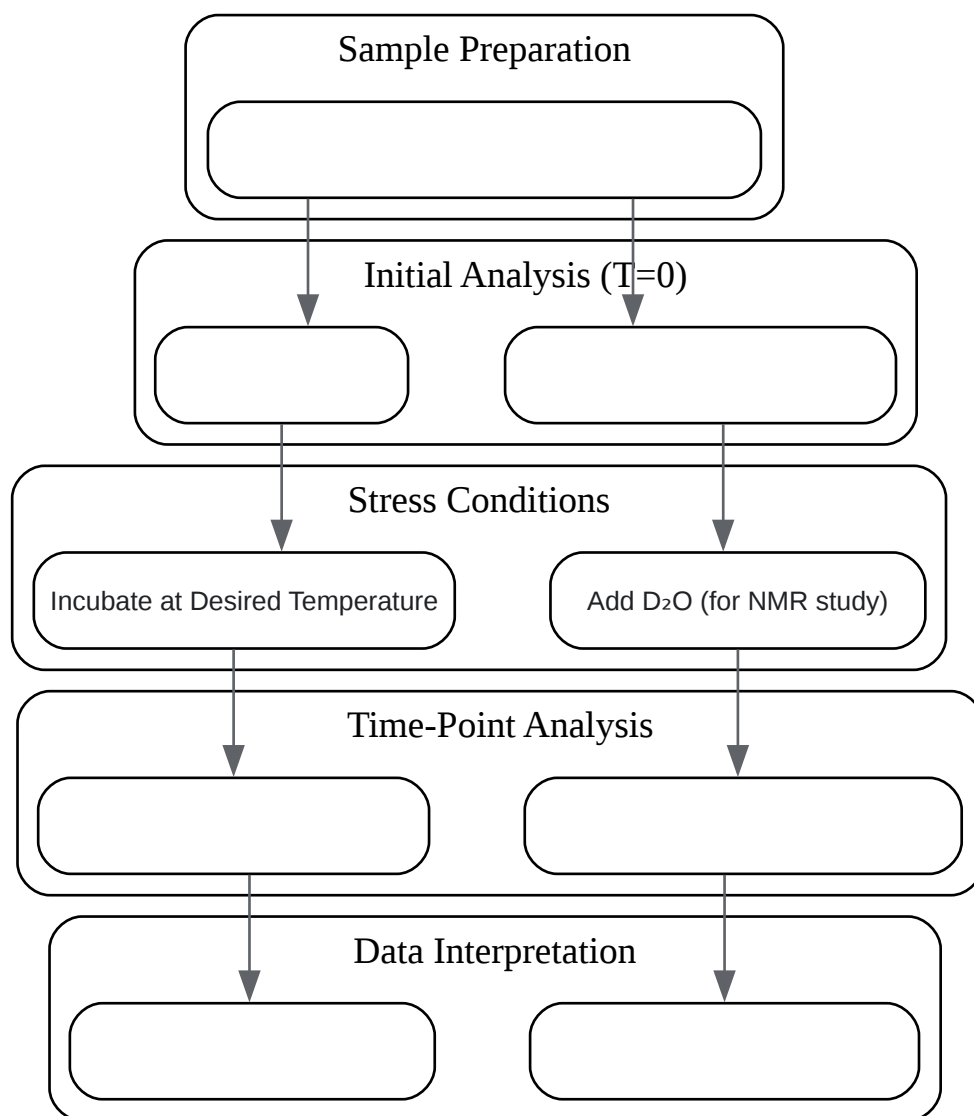 Sample Preparation
Initial Analysis (T=0)
Stress Conditions
Incubate at Desired Temperature
Add D₂O (for NMR study)
Time-Point Analysis
Data Interpretation